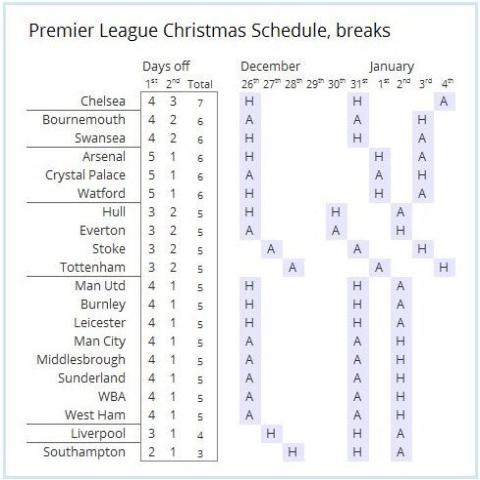 Premier League Christmas Schedule, breaks
Days off December January
1st 2nd Total 26th 27th 28th 29th 30th 31st 1st 2nd 3rd 4th
Chelsea 4 3 7 H H A
Bournemouth 4 2 6 A A H
Swansea 4 2 6 H H A
Arsenal 5 1 6 H H A
Crystal Palace 5 1 6 A A H
Watford 5 1 6 H H A
Hull 3 2 5 H H A
Everton 3 2 5 A A H
Stoke 3 2 5 A A H
Tottenham 3 2 5 A A H
Man Utd 4 1 5 H H A
Burnley 4 1 5 H H A
Leicester 4 1 5 H H A
Man City 4 1 5 A A H
Middlesbrough 4 1 5 A A H
Sunderland 4 1 5 A A H
WBA 4 1 5 A A H
West Ham 4 1 5 A A H
Liverpool 3 1 4 H H A
Southampton 2 1 3 H H A